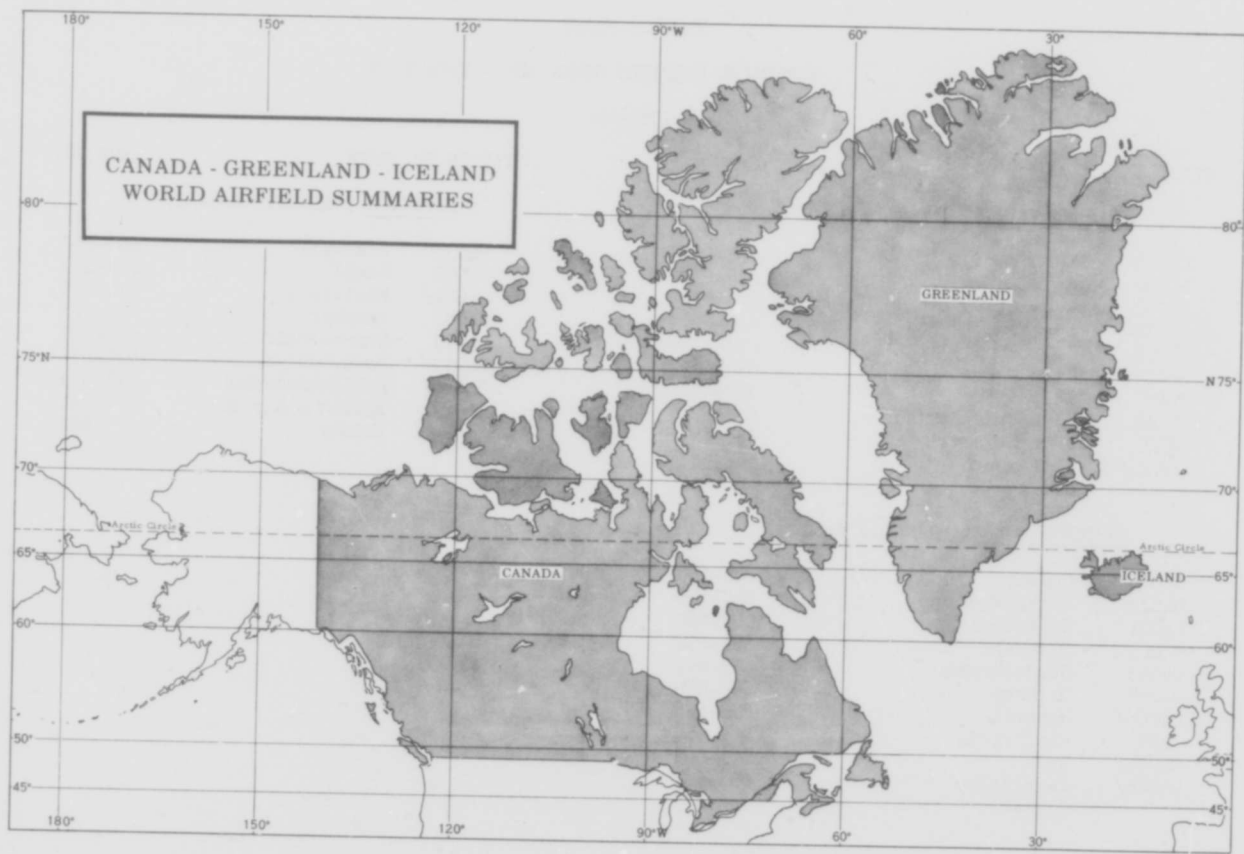 180°
150°
120°
90°W
60°
30°
CANADA - GREENLAND - ICELAND
WORLD AIRFIELD SUMMARIES
80°
80°
GREENLAND
75°N
N 75°
70°
70°
Arctic Circle
Arctic Circle
65°
CANADA
ICELAND
65°
60°
60°
50°
50°
45°
45°
180°
150°
120°
90°W
60°
30°